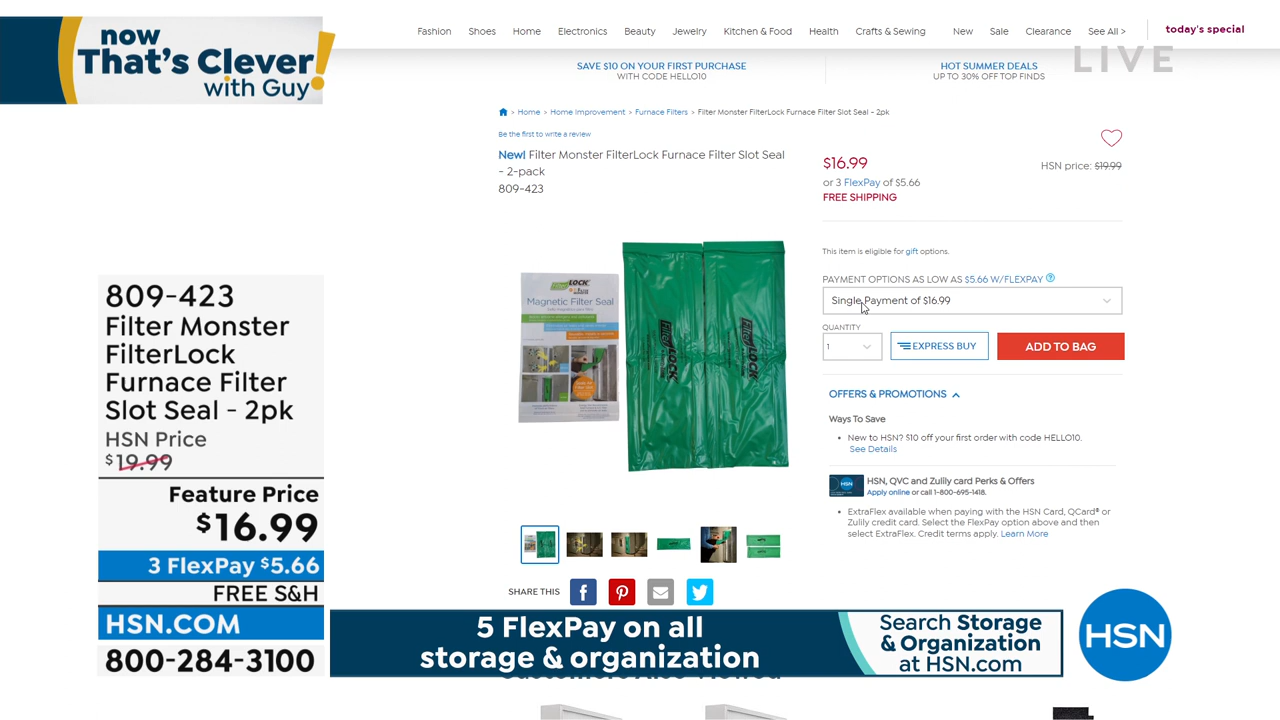 now
That's Clever!
with Guy
Fashion Shoes Home Electronics Beauty Jewelry Kitchen & Food Health Crafts & Sewing New Sale Clearance See All > today's special
LIVE
SAVE $10 ON YOUR FIRST PURCHASE
WITH CODE HELLO10
HOT SUMMER DEALS
UP TO 30% OFF TOP FINDS
> Home > Home Improvement > Furnace Filters > Filter Monster FilterLock Furnace Filter Slot Seal - 2pk
Be the first to write a review
New! Filter Monster FilterLock Furnace Filter Slot Seal
- 2-pack
809-423
$16.99
HSN price: $19.99
or 3 FlexPay of $5.66
FREE SHIPPING
This item is eligible for gift options.
PAYMENT OPTIONS AS LOW AS $5.66 W/FLEXPAY ?
Single Payment of $16.99
QUANTITY
1
EXPRESS BUY
ADD TO BAG
OFFERS & PROMOTIONS
Ways To Save
• New to HSN? $10 off your first order with code HELLO10.
See Details
HSN
HSN, QVC and Zulily card Perks & Offers
Apply online or call 1-800-695-1418.
• ExtraFlex available when paying with the HSN Card, QCard® or
Zulily credit card. Select the FlexPay option above and then
select ExtraFlex. Credit terms apply. Learn More
Magnetic Filter Seal
Filter LOCK
Filter LOCK
SHARE THIS
809-423
Filter Monster
FilterLock
Furnace Filter
Slot Seal - 2pk
HSN Price
$19.99
Feature Price
$16.99
3 FlexPay $5.66
FREE S&H
HSN.COM
800-284-3100
5 FlexPay on all
storage & organization
Search Storage
& Organization
at HSN.com
HSN
Customers Also Viewed